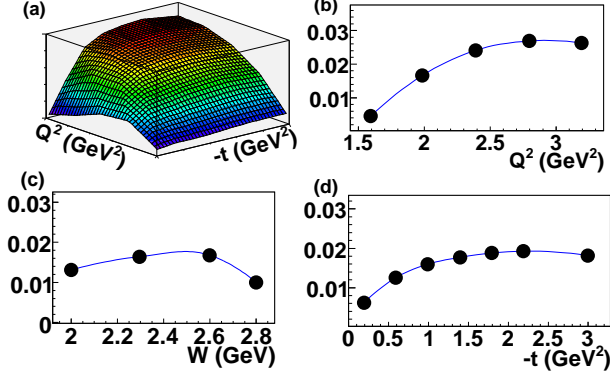 (a)
Q² (GeV²)
-t (GeV²)
(b)
0.03
0.02
0.01
1.5 2 2.5 3
Q² (GeV²)
(c)
0.03
0.02
0.01
0
2 2.2 2.4 2.6 2.8
W (GeV)
(d)
0.03
0.02
0.01
0 0.5 1 1.5 2 2.5 3
-t (GeV²)